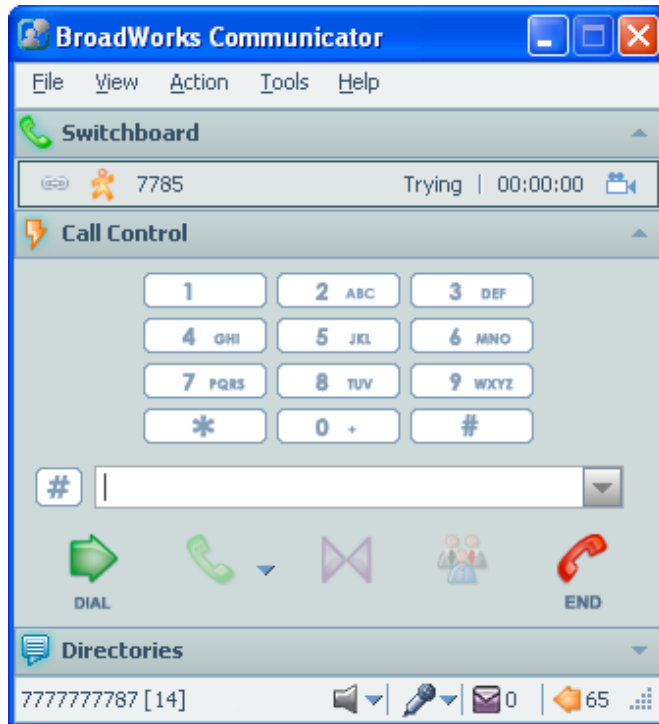 BroadWorks Communicator
File View Action Tools Help
Switchboard
7785 Trying | 00:00:00
Call Control
1 2 ABC 3 DEF
4 GHI 5 JKL 6 MNO
7 PQRS 8 TUV 9 WXYZ
* 0 + #
#
DIAL END
Directories
7777777787 [14] 0 65